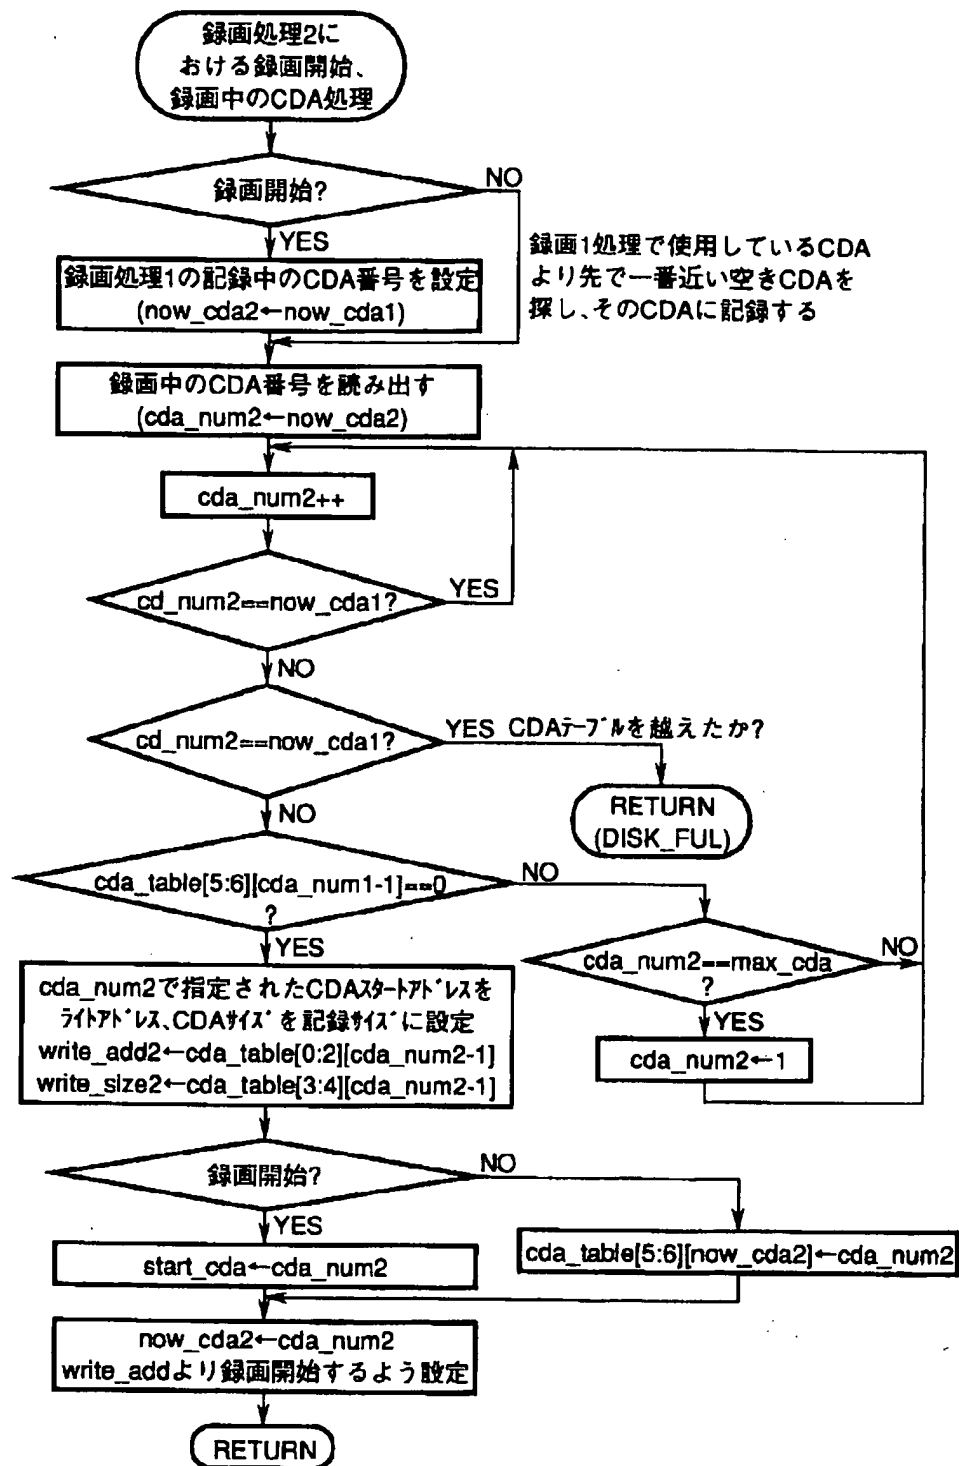 録画処理2に
おける録画開始、
録画中のCDA処理
録画開始?
NO
YES
録画1処理で使用しているCDA
より先で一番近い空きCDAを
探し、そのCDAに記録する
録画処理1の記録中のCDA番号を設定
(now_cda2←now_cda1)
録画中のCDA番号を読み出す
(cda_num2←now_cda2)
cda_num2++
cd_num2==now_cda1?
YES
NO
cd_num2==now_cda1?
YES CDAテーブルを越えたか?
NO
RETURN
(DISK_FUL)
cda_table[5:6][cda_num1-1]==0
?
NO
YES
cda_num2==max_cda
?
NO
YES
cda_num2←1
cda_num2で指定されたCDAスタートアドレスを
ライトアドレス、CDAサイズを記録サイズに設定
write_add2←cda_table[0:2][cda_num2-1]
write_size2←cda_table[3:4][cda_num2-1]
録画開始?
NO
YES
start_cda←cda_num2
cda_table[5:6][now_cda2]←cda_num2
now_cda2←cda_num2
write_addより録画開始するよう設定
RETURN